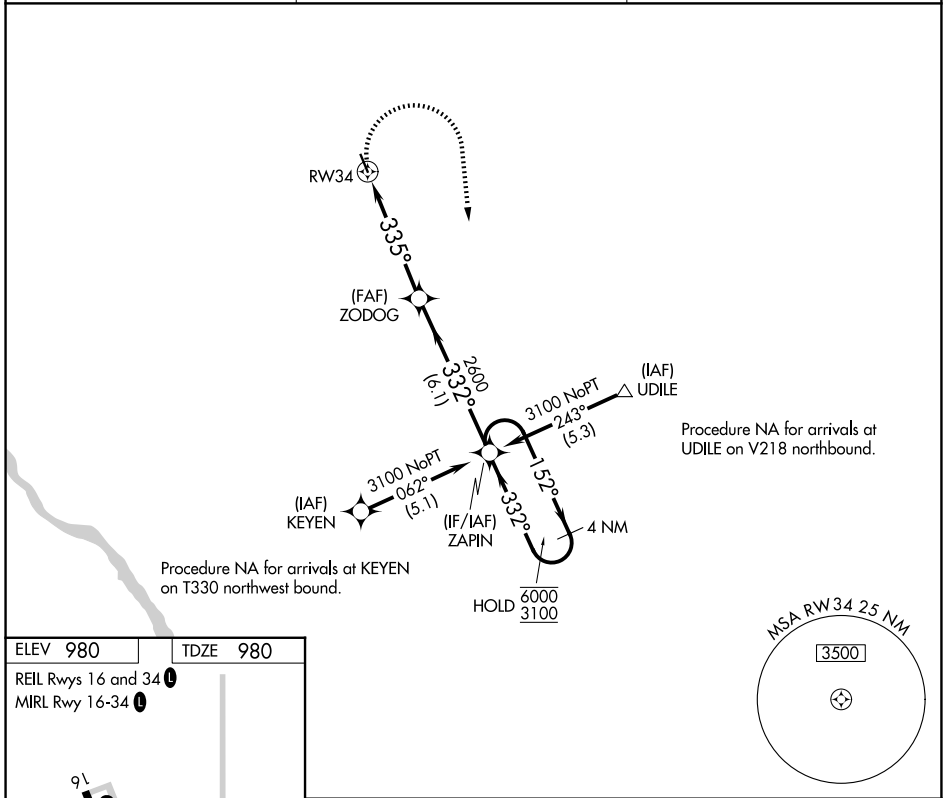 RW34
335°
(FAF)
ZODOG
2600
332°
(6.1)
(IAF)
UDILE
3100 NoPT
243°
(5.3)
Procedure NA for arrivals at
UDILE on V218 northbound.
3100 NoPT
062°
(5.1)
(IAF)
KEYEN
(IF/IAF)
ZAPIN
152°
332°
4 NM
Procedure NA for arrivals at KEYEN
on T330 northwest bound.
HOLD 6000
3100
MSA RW34 25 NM
3500
ELEV 980
TDZE 980
REIL Rwys 16 and 34 L
MIRL Rwy 16-34 L
16